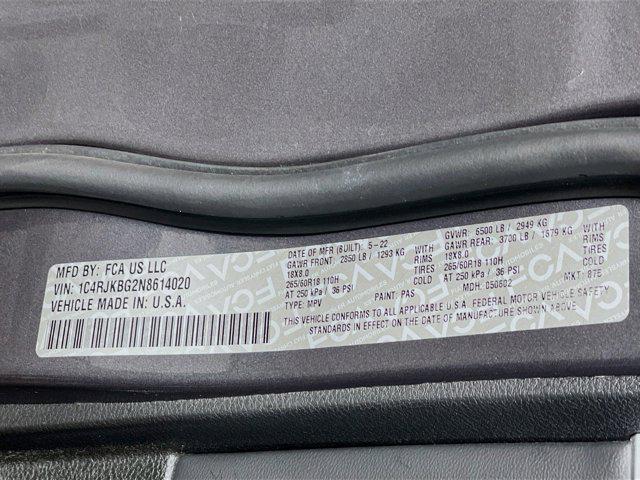 MFD BY: FCA US LLC
VIN: 1C4RJKBG2N8614020
VEHICLE MADE IN U.S.A.
DATE OF MFR (BUILT): 5-22
GAWR FRONT: 2850 LB / 1293 KG WITH
18X8.0 RIMS
265/60R18 110H TIRES
AT 250 kPa / 36 PSI COLD
TYPE: MPV PAINT: PAS
GVWR: 6500 LB / 2949 KG
GAWR REAR: 3700 LB / 1679 KG WITH
18X8.0 RIMS
265/60R18 110H TIRES
AT 250 kPa / 36 PSI COLD
MDH: 050602 MKT: B7E
THIS VEHICLE CONFORMS TO ALL APPLICABLE U.S.A. FEDERAL MOTOR VEHICLE SAFETY
STANDARDS IN EFFECT ON THE DATE OF MANUFACTURE SHOWN ABOVE.